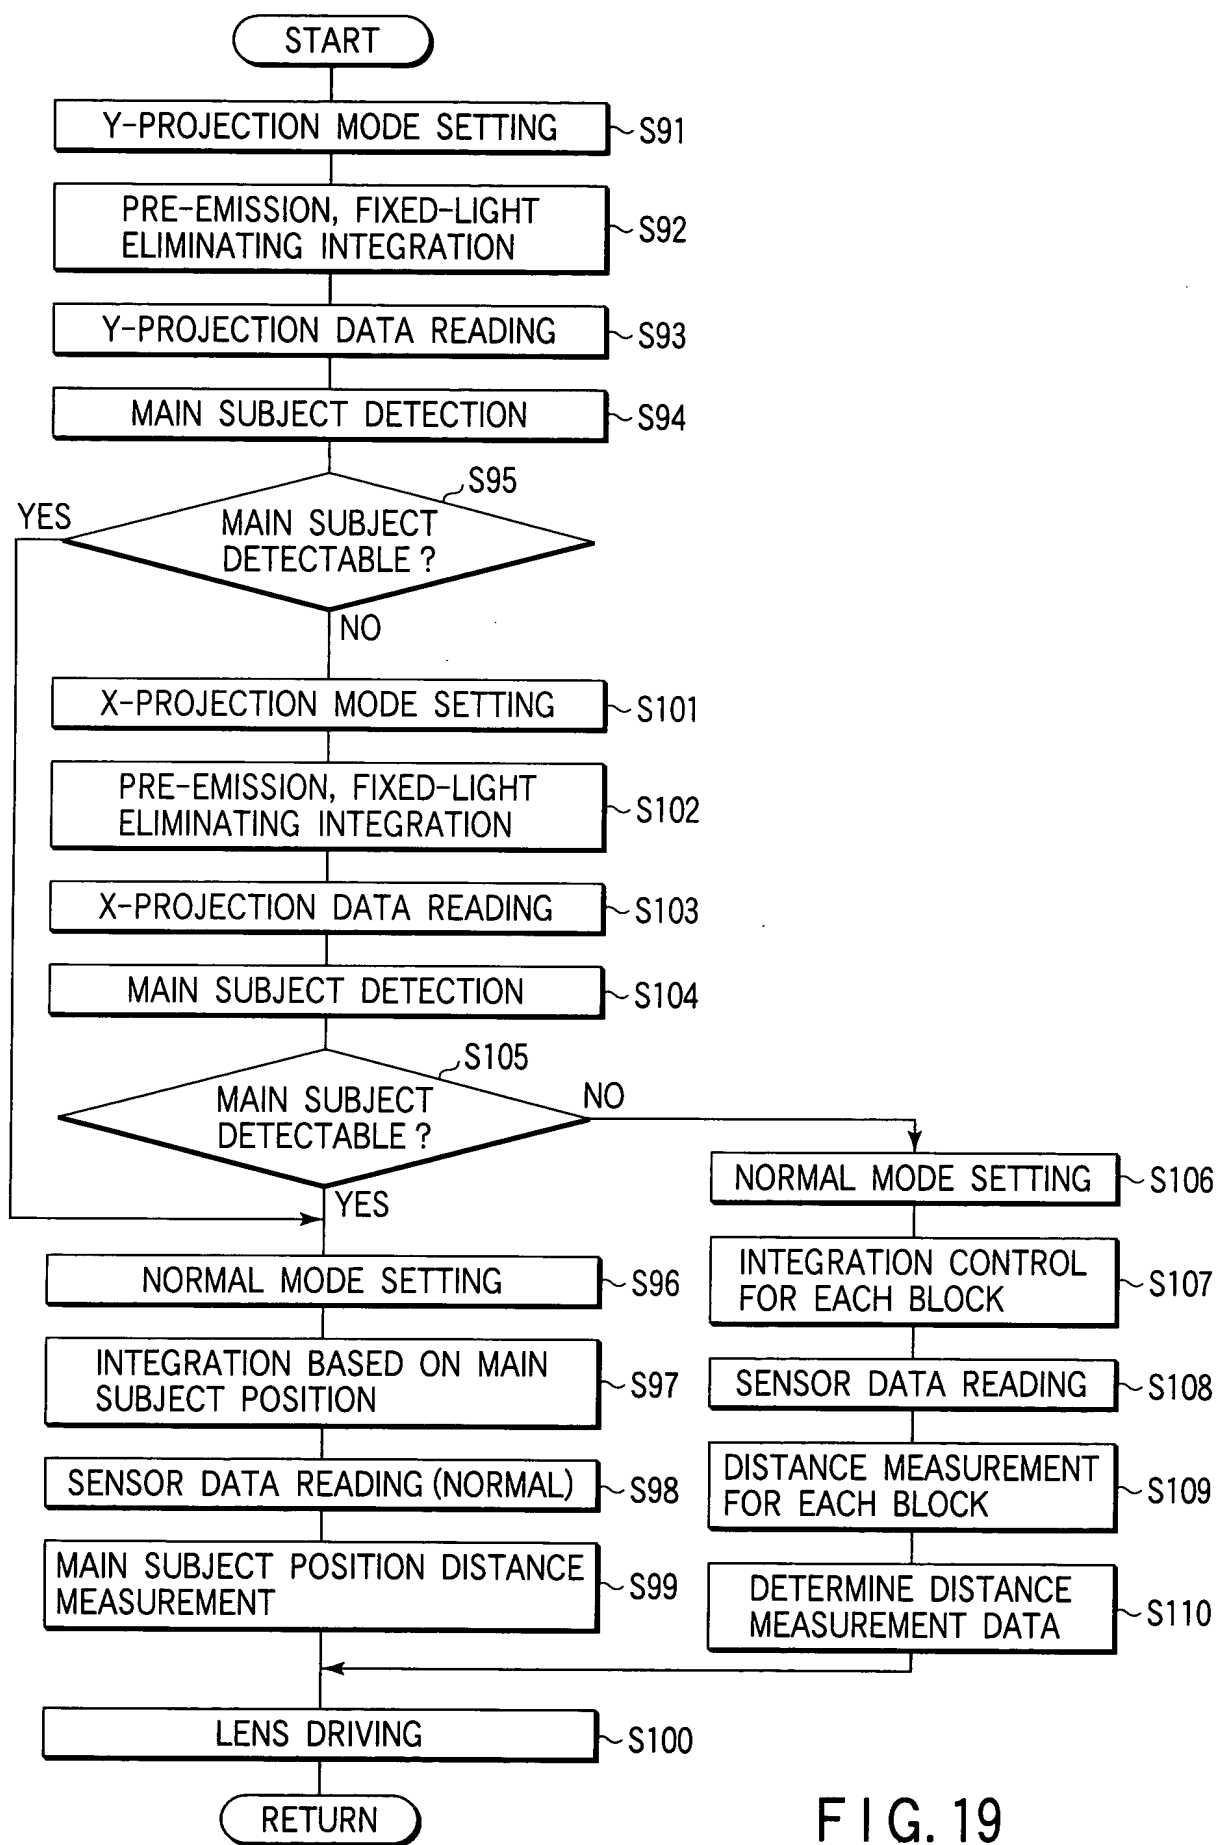 START
Y-PROJECTION MODE SETTING
S91
PRE-EMISSION, FIXED-LIGHT
ELIMINATING INTEGRATION
S92
Y-PROJECTION DATA READING
S93
MAIN SUBJECT DETECTION
S94
S95
YES
MAIN SUBJECT
DETECTABLE ?
NO
X-PROJECTION MODE SETTING
S101
PRE-EMISSION, FIXED-LIGHT
ELIMINATING INTEGRATION
S102
X-PROJECTION DATA READING
S103
MAIN SUBJECT DETECTION
S104
S105
MAIN SUBJECT
DETECTABLE ?
NO
YES
NORMAL MODE SETTING
S96
INTEGRATION BASED ON MAIN
SUBJECT POSITION
S97
SENSOR DATA READING (NORMAL)
S98
MAIN SUBJECT POSITION DISTANCE
MEASUREMENT
S99
NORMAL MODE SETTING
S106
INTEGRATION CONTROL
FOR EACH BLOCK
S107
SENSOR DATA READING
S108
DISTANCE MEASUREMENT
FOR EACH BLOCK
S109
DETERMINE DISTANCE
MEASUREMENT DATA
S110
LENS DRIVING
S100
RETURN
FIG. 19